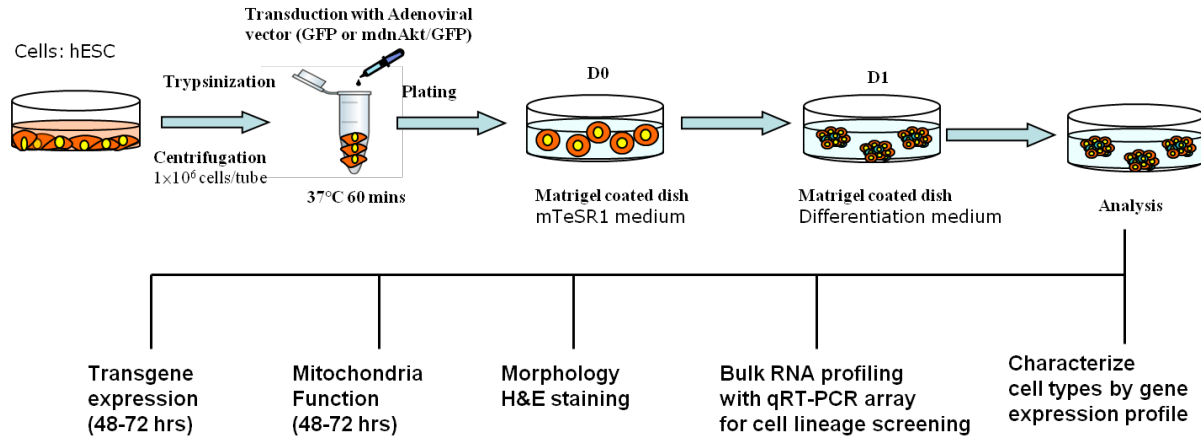 Transduction with Adenoviral
vector (GFP or mdnAkt/GFP)
Cells: hESC
Trypsinization
Centrifugation
1×10⁶ cells/tube
37°C 60 mins
Plating
D0
Matrigel coated dish
mTeSR1 medium
D1
Matrigel coated dish
Differentiation medium
Analysis
Transgene
expression
(48-72 hrs)
Mitochondria
Function
(48-72 hrs)
Morphology
H&E staining
Bulk RNA profiling
with qRT-PCR array
for cell lineage screening
Characterize
cell types by gene
expression profile